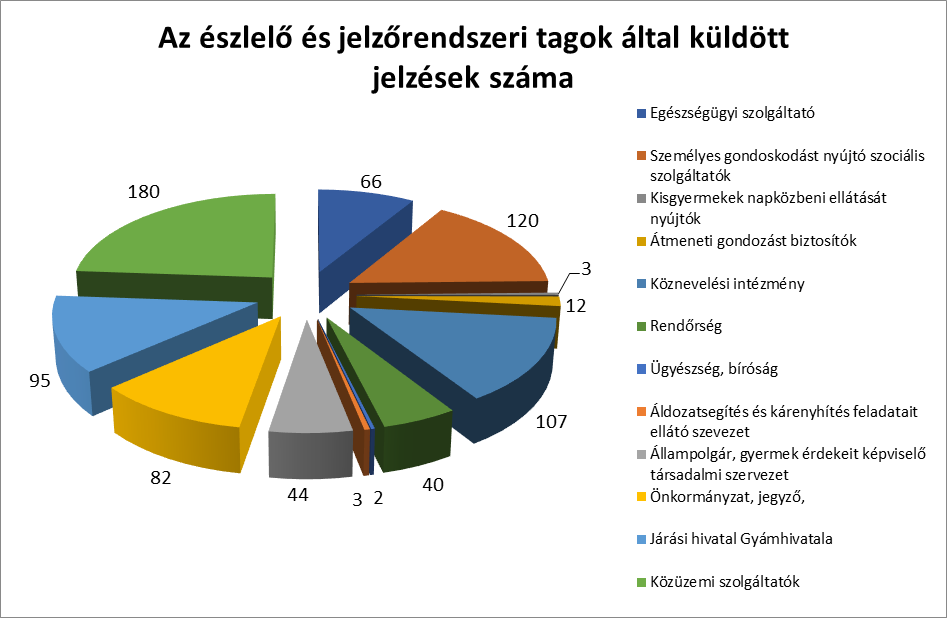 Az észlelő és jelzőrendszeri tagok által küldött
jelzések száma
66
120
3
12
107
40
2
3
44
82
95
180
Egészségügyi szolgáltató
Személyes gondoskodást nyújtó szociális
szolgáltatók
Kisgyermekek napközbeni ellátását
nyújtók
Átmeneti gondozást biztosítók
Köznevelési intézmény
Rendőrség
Ügyészség, bíróság
Áldozatsegítés és kárenyhítés feladatait
ellátó szevezet
Állampolgár, gyermek érdekeit képviselő
társadalmi szervezet
Önkormányzat, jegyző,
Járási hivatal Gyámhivatala
Közüzemi szolgáltatók